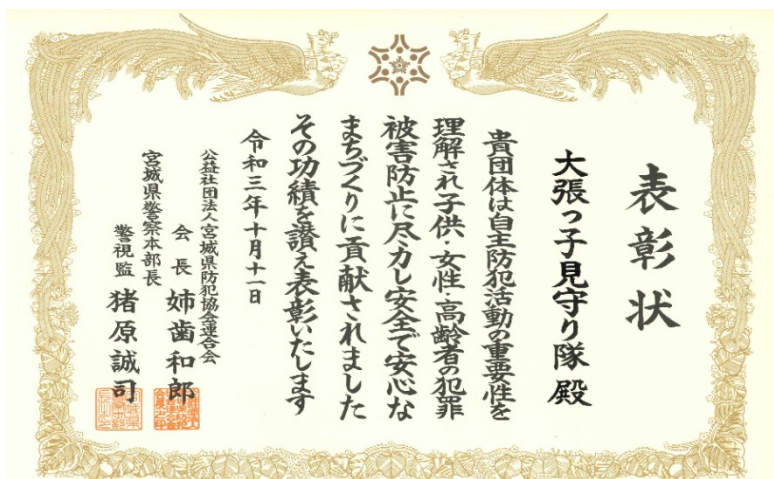 表彰状
大張っ子見守り隊殿
貴団体は自主防犯活動の重要性を
理解され子供・女性・高齢者の犯罪
被害防止に尽力し安全で安心な
まちづくりに貢献されました
その功績を讃え表彰いたします
令和三年十月十一日
公益社団法人宮城県防犯協会連合会
会長 姉歯和郎
宮城県警察本部長
警視監 猪原誠司